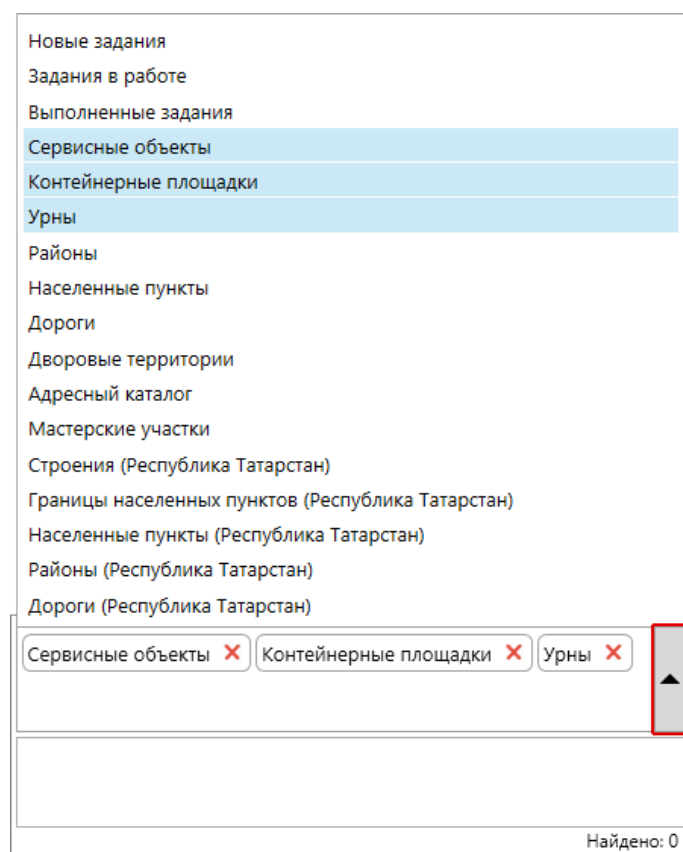 Новые задания
Задания в работе
Выполненные задания
Сервисные объекты
Контейнерные площадки
Урны
Районы
Населенные пункты
Дороги
Дворовые территории
Адресный каталог
Мастерские участки
Строения (Республика Татарстан)
Границы населенных пунктов (Республика Татарстан)
Населенные пункты (Республика Татарстан)
Районы (Республика Татарстан)
Дороги (Республика Татарстан)
Сервисные объекты Контейнерные площадки Урны
Найдено: 0